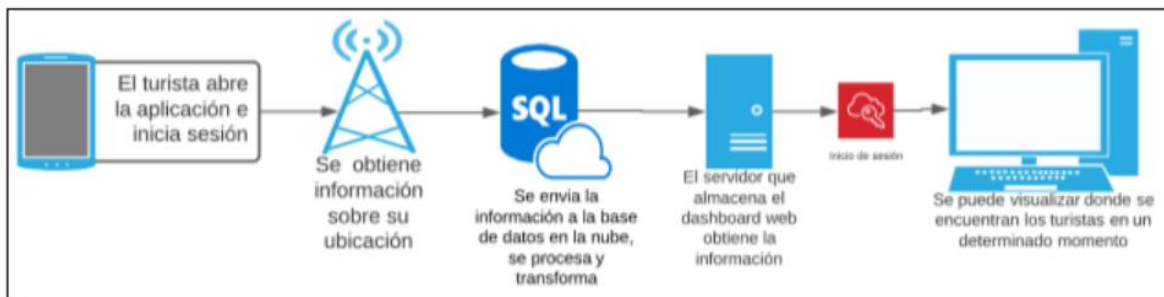 El turista abre
la aplicación e
inicia sesión
Se obtiene
información
sobre su
ubicación
SQL
Se envia la
información a la base
de datos en la nube,
se procesa y
transforma
El servidor que
almacena el
dashboard web
obtiene la
información
Inicio de sesión
Se puede visualizar donde se
encuentran los turistas en un
determinado momento